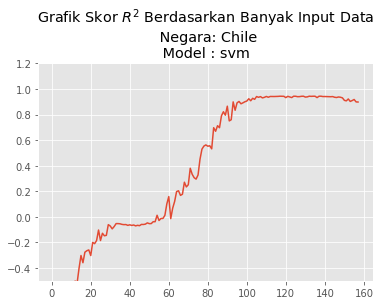 Grafik Skor R² Berdasarkan Banyak Input Data
Negara: Chile
Model : svm
1.2
1.0
0.8
0.6
0.4
0.2
0.0
−0.2
−0.4
0 20 40 60 80 100 120 140 160